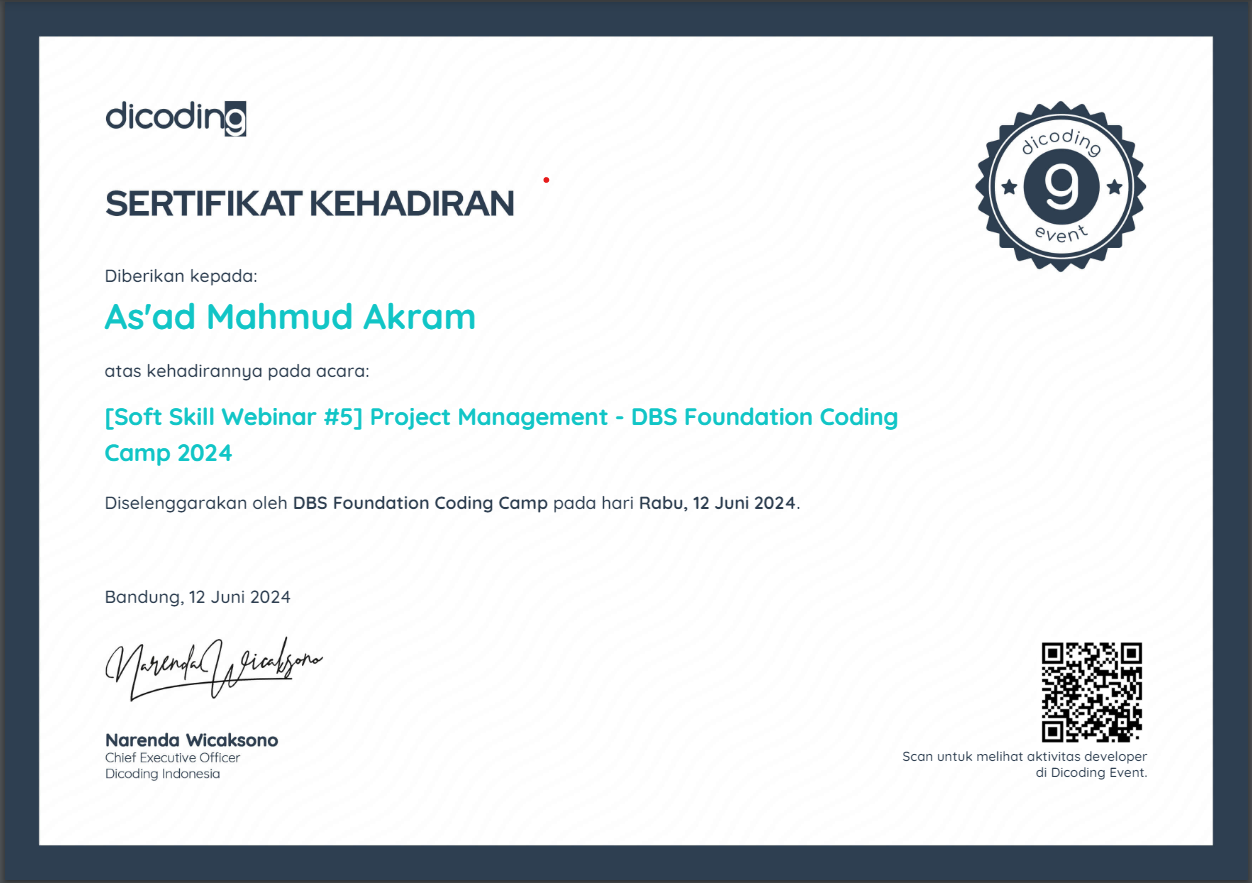 dicoding
SERTIFIKAT KEHADIRAN
dicoding
g
event
Diberikan kepada:
As'ad Mahmud Akram
atas kehadirannya pada acara:
[Soft Skill Webinar #5] Project Management - DBS Foundation Coding
Camp 2024
Diselenggarakan oleh DBS Foundation Coding Camp pada hari Rabu, 12 Juni 2024.
Bandung, 12 Juni 2024
Narenda Wicaksono
Narenda Wicaksono
Chief Executive Officer
Dicoding Indonesia
Scan untuk melihat aktivitas developer
di Dicoding Event.